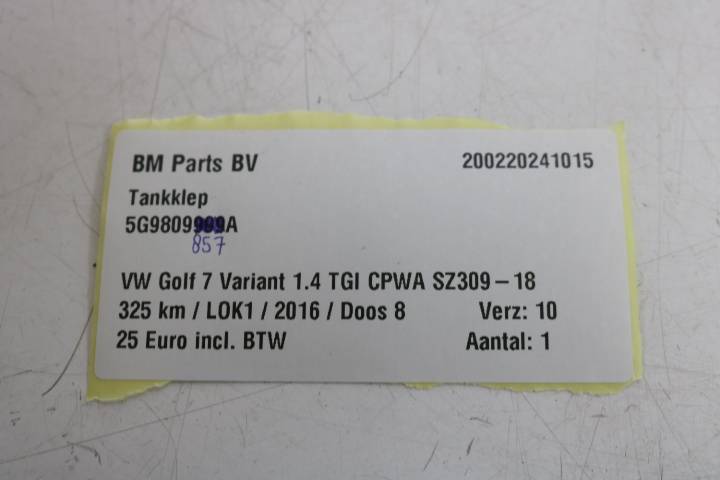 BM Parts BV 200220241015
Tankklep
5G9809999A
857
VW Golf 7 Variant 1.4 TGI CPWA SZ309-18
325 km / LOK1 / 2016 / Doos 8 Verz: 10
25 Euro incl. BTW Aantal: 1